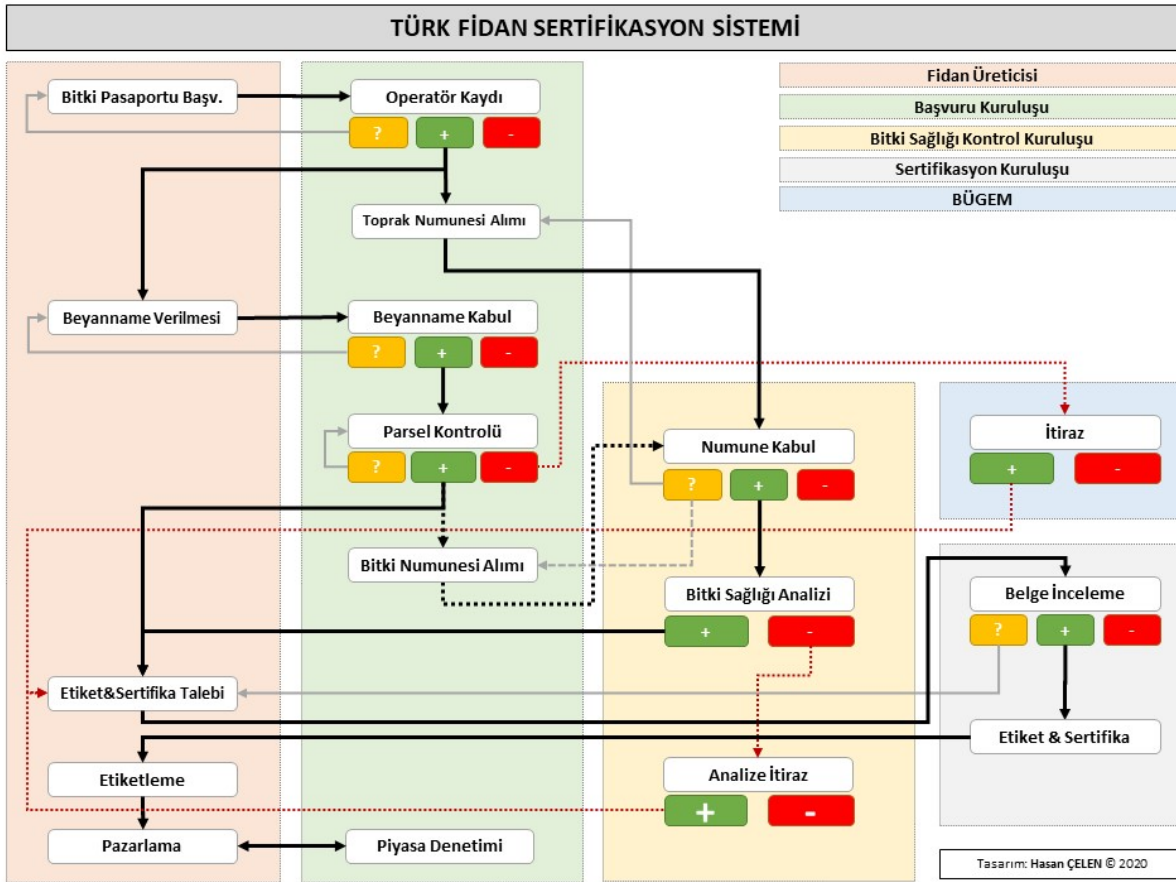 TÜRK FİDAN SERTİFİKASYON SİSTEMİ
Fidan Üreticisi
Başvuru Kuruluşu
Bitki Sağlığı Kontrol Kuruluşu
Sertifikasyon Kuruluşu
BÜGEM
Bitki Pasaportu Başv.
Operatör Kaydı
? + -
Toprak Numunesi Alımı
Beyanname Verilmesi
Beyanname Kabul
? + -
Parsel Kontrolü
? + -
Numune Kabul
? + -
İtiraz
+ -
Bitki Numunesi Alımı
Bitki Sağlığı Analizi
+ -
Belge İnceleme
? + -
Etiket&Sertifika Talebi
Etiket & Sertifika
Etiketleme
Analize İtiraz
+ -
Pazarlama
Piyasa Denetimi
Tasarım: Hasan ÇELEN © 2020